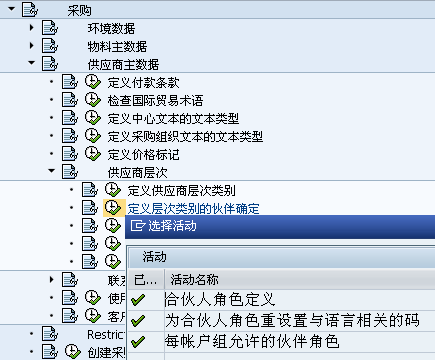 采购
环境数据
物料主数据
供应商主数据
定义付款条款
检查国际贸易术语
定义中心文本的文本类型
定义采购组织文本的文本类型
定义价格标记
供应商层次
定义供应商层次类别
定义层次类别的伙伴确定
选择活动
活动
已... 活动名称
合伙人角色定义
为合伙人角色重设置与语言相关的码
每帐户组允许的伙伴角色
使用
客户
Restrict
创建采